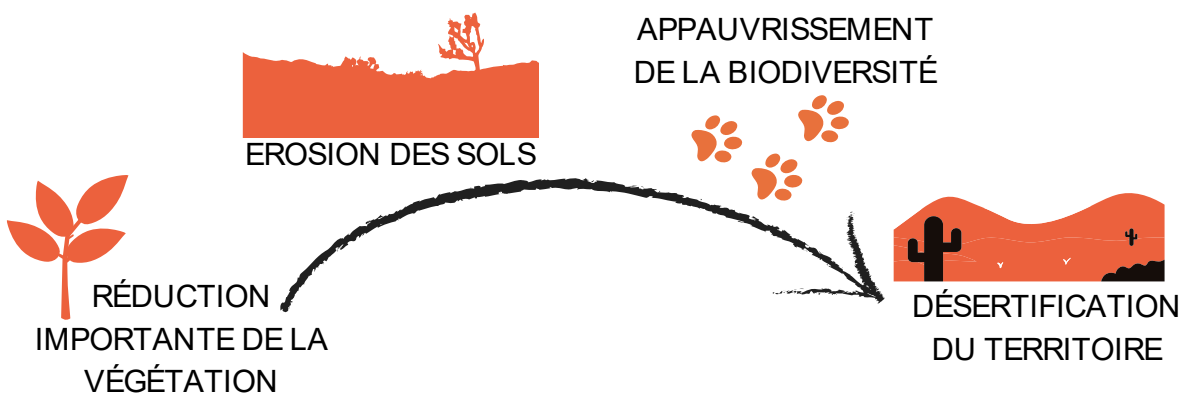 RÉDUCTION
IMPORTANTE DE LA
VÉGÉTATION
EROSION DES SOLS
APPAUVRISSEMENT
DE LA BIODIVERSITÉ
DÉSERTIFICATION
DU TERRITOIRE